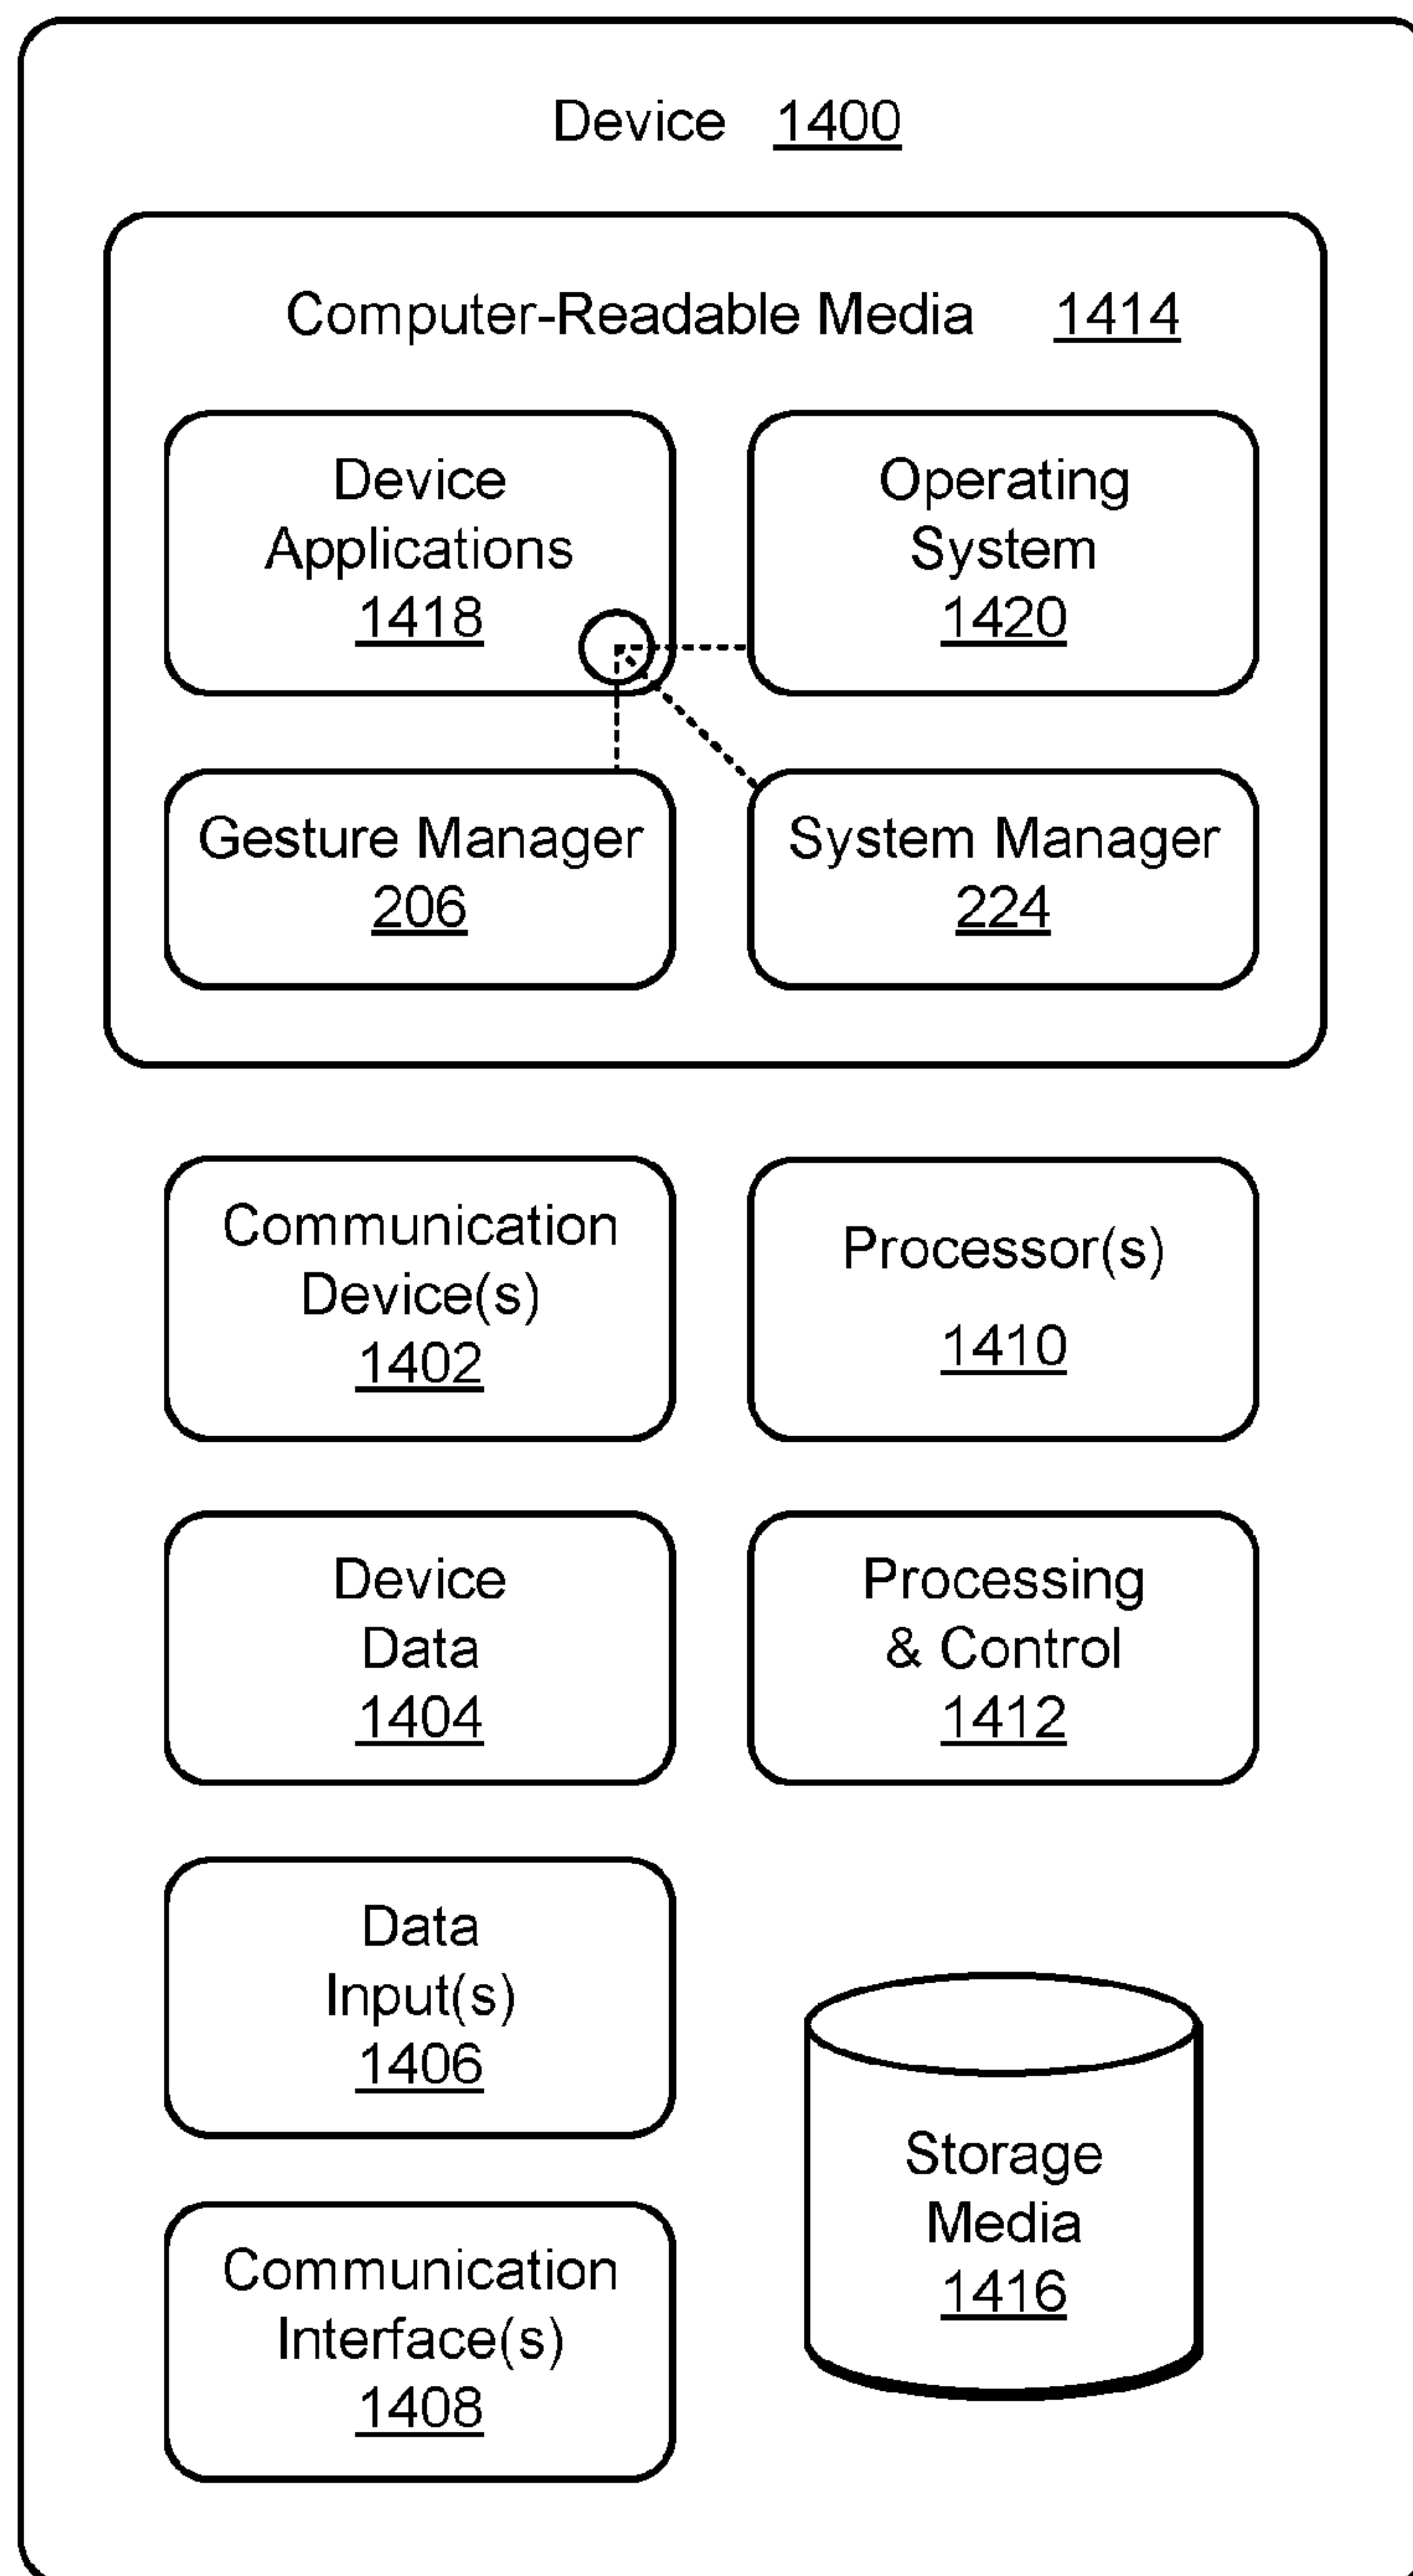 Device 1400
Computer-Readable Media 1414
Device
Applications
1418
Operating
System
1420
Gesture Manager
206
System Manager
224
Communication
Device(s)
1402
Processor(s)
1410
Device
Data
1404
Processing
& Control
1412
Data
Input(s)
1406
Storage
Media
1416
Communication
Interface(s)
1408